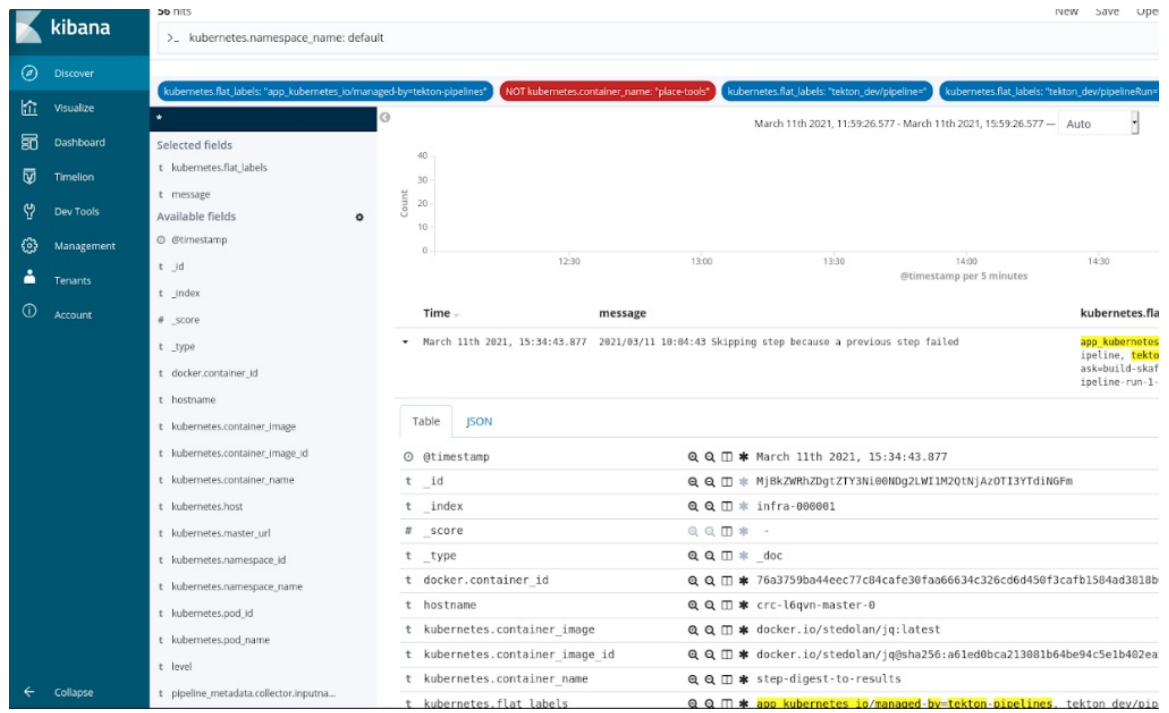 56 hits
New Save Ope
kibana
>_ kubernetes.namespace_name: default
Discover
Visualize
Dashboard
Timelion
Dev Tools
Management
Tenants
Account
Collapse
kubernetes.flat_labels: "app_kubernetes_io/managed-by=tekton-pipelines"
NOT kubernetes.container_name: "place-tools"
kubernetes.flat_labels: "tekton_dev/pipeline="
kubernetes.flat_labels: "tekton_dev/pipelineRun=
*
Selected fields
t kubernetes.flat_labels
t message
Available fields
@timestamp
t _id
t _index
# _score
t _type
t docker.container_id
t hostname
t kubernetes.container_image
t kubernetes.container_image_id
t kubernetes.container_name
t kubernetes.host
t kubernetes.master_url
t kubernetes.namespace_id
t kubernetes.namespace_name
t kubernetes.pod_id
t kubernetes.pod_name
t level
t pipeline_metadata.collector.inputna...
March 11th 2021, 11:59:26.577 - March 11th 2021, 15:59:26.577 — Auto
Count
40
30
20
10
0
12:30 13:00 13:30 14:00 14:30
@timestamp per 5 minutes
Time message kubernetes.fla
March 11th 2021, 15:34:43.877 2021/03/11 10:04:43 Skipping step because a previous step failed app_kubernetes
ipeline, tekto
ask=build-skaf
ipeline-run-1-
Table JSON
@timestamp March 11th 2021, 15:34:43.877
t _id MjBkZWRhZDgtZTY3Ni00NDg2LWI1M2QtNjAzOTI3YTdiNGFm
t _index infra-000001
# _score -
t _type _doc
t docker.container_id 76a3759ba44eec77c84cafe30faa66634c326cd6d450f3cafb1584ad3818b
t hostname crc-l6qvn-master-0
t kubernetes.container_image docker.io/stedolan/jq:latest
t kubernetes.container_image_id docker.io/stedolan/jq@sha256:a61ed0bca213081b64be94c5e1b402ea
t kubernetes.container_name step-digest-to-results
t kubernetes.flat_labels app_kubernetes_io/managed-by=tekton-pipelines, tekton_dev/pip